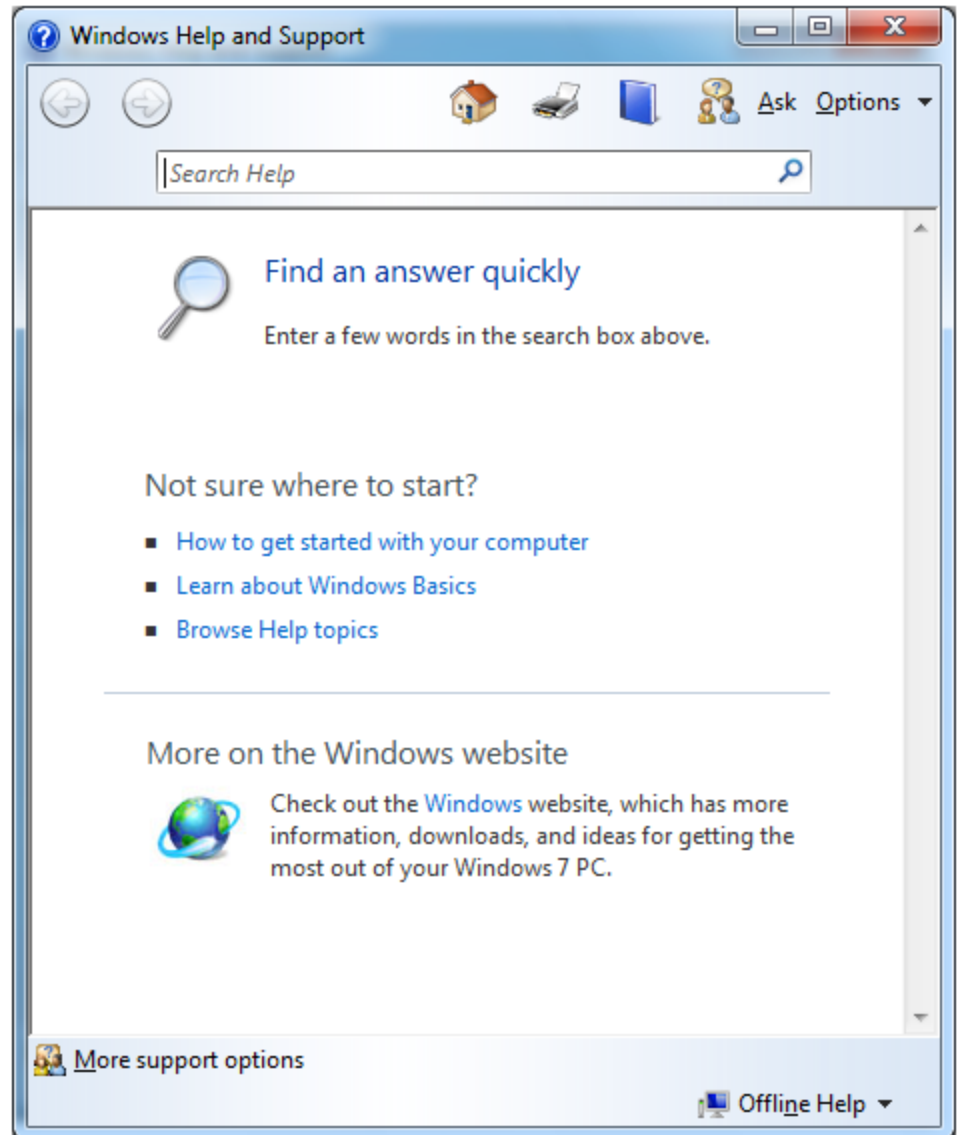 Windows Help and Support
Ask Options
Search Help
Find an answer quickly
Enter a few words in the search box above.
Not sure where to start?
How to get started with your computer
Learn about Windows Basics
Browse Help topics
More on the Windows website
Check out the Windows website, which has more
information, downloads, and ideas for getting the
most out of your Windows 7 PC.
More support options
Offline Help